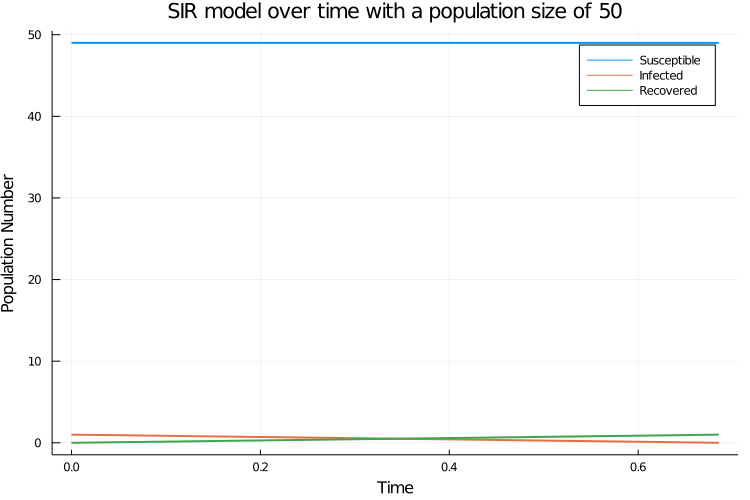 SIR model over time with a population size of 50
50
40
30
20
10
0
Population Number
Susceptible
Infected
Recovered
0.0
0.2
0.4
0.6
Time